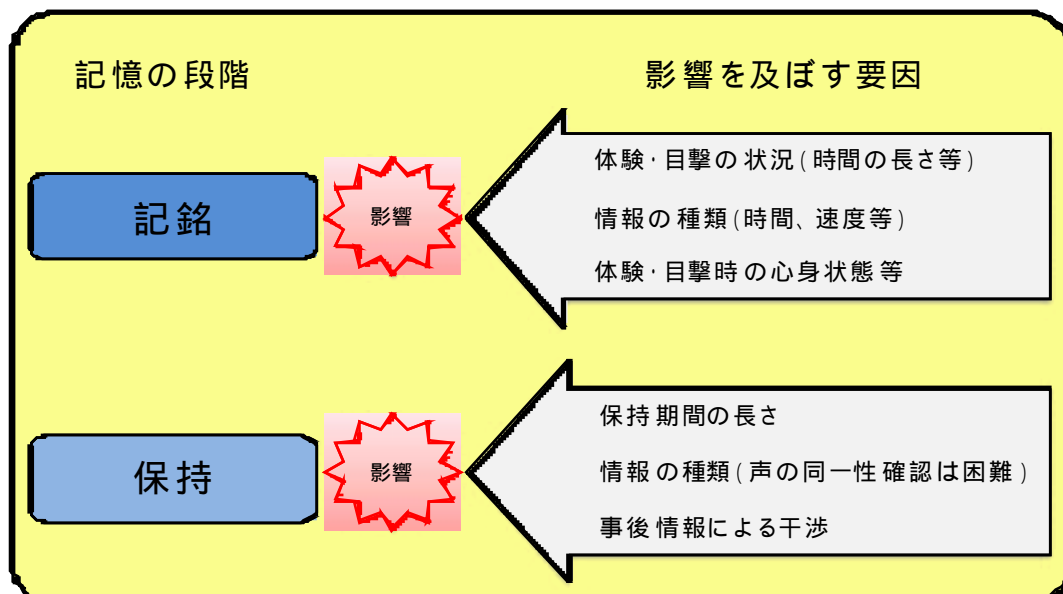 記憶の段階
影響を及ぼす要因
記銘
影響
体験・目撃の状況(時間の長さ等)
情報の種類(時間、速度等)
体験・目撃時の心身状態等
保持
影響
保持期間の長さ
情報の種類(声の同一性確認は困難)
事後情報による干渉